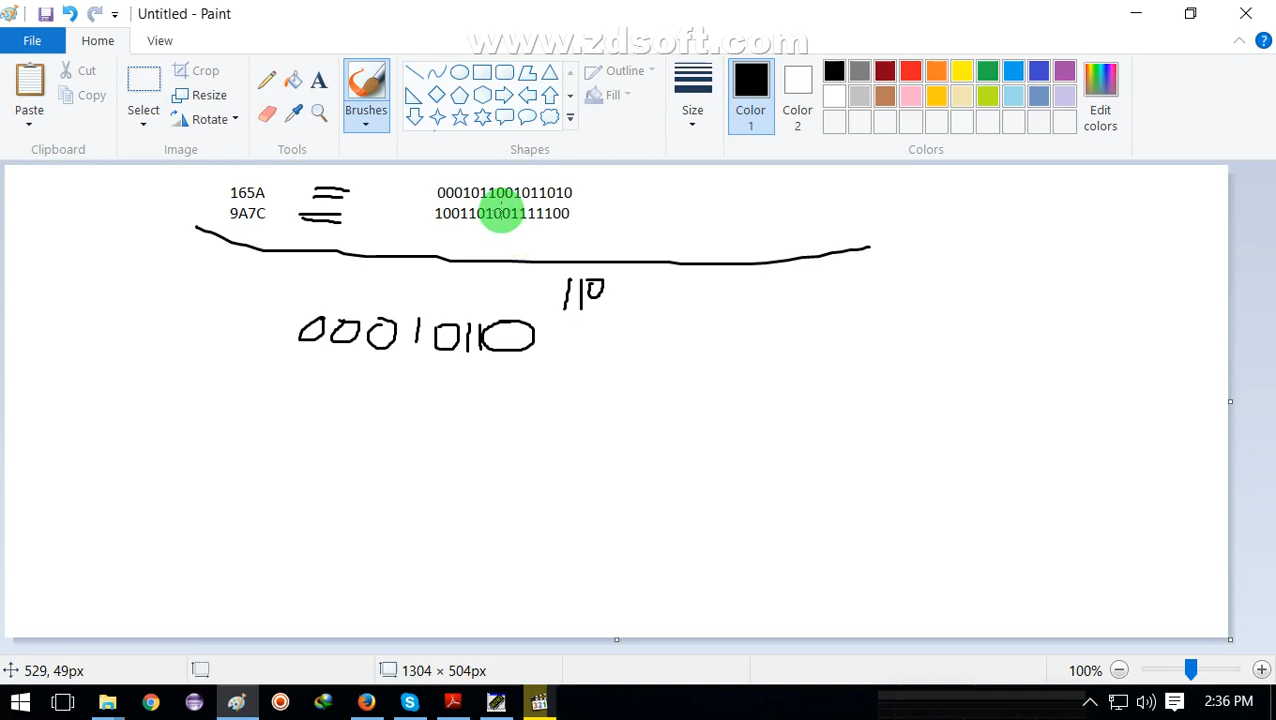 Untitled - Paint
www.zdsoft.com
File
Home
View
Paste
Cut
Copy
Clipboard
Select
Crop
Resize
Rotate
Image
A
Tools
Brushes
Shapes
Outline
Fill
Size
Color 1
Color 2
Edit colors
Colors
165A 0001011001011010
9A7C 1001101001111100
110
00010110
529, 49px
1304 × 504px
100%
2:36 PM